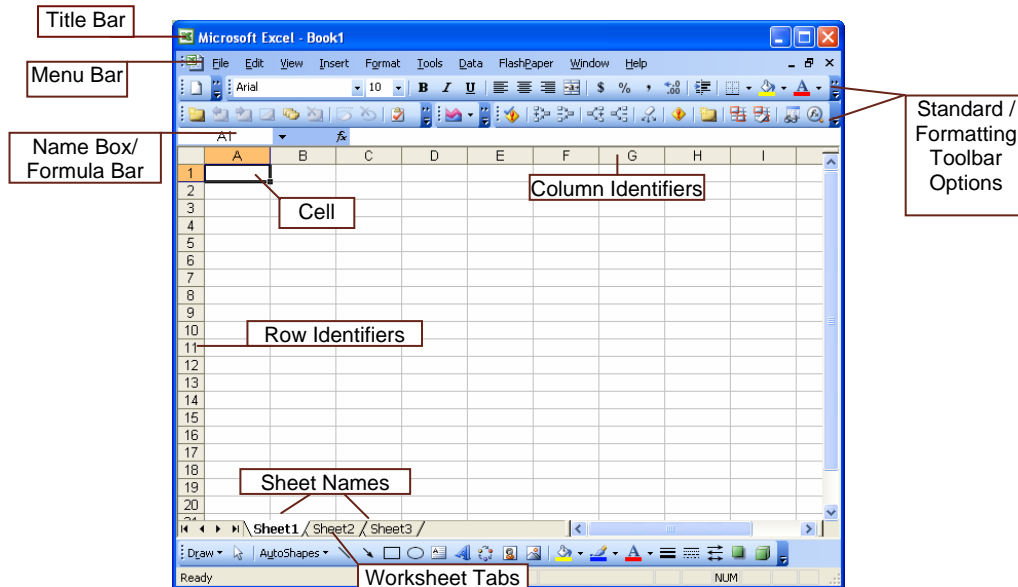 Title Bar
Microsoft Excel - Book1
Menu Bar
File Edit View Insert Format Tools Data FlashPaper Window Help
Arial 10 B I U $ % ,
Standard /
Formatting
Toolbar
Options
Name Box/
Formula Bar
A1 fx
A B C D E F G H I
Column Identifiers
1
2
3
Cell
4
5
6
7
8
9
10
Row Identifiers
11
12
13
14
15
16
17
18
19
Sheet Names
20
21
Sheet1 Sheet2 Sheet3
Draw AutoShapes A A
Ready
Worksheet Tabs
NUM